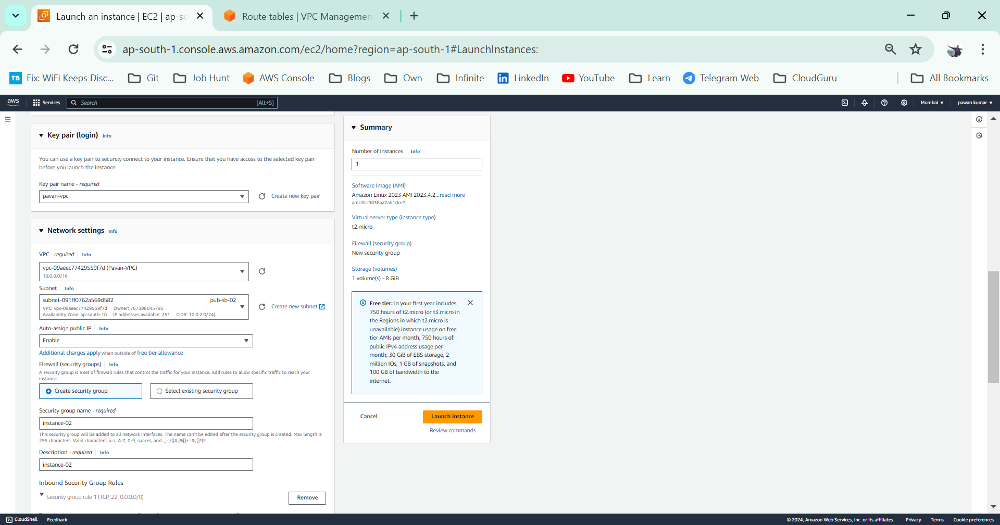 Launch an instance | EC2 | ap-sc
Route tables | VPC Managemen
ap-south-1.console.aws.amazon.com/ec2/home?region=ap-south-1#LaunchInstances:
TB Fix: WiFi Keeps Disc...
Git
Job Hunt
AWS Console
Blogs
Own
Infinite
LinkedIn
YouTube
Learn
Telegram Web
CloudGuru
All Bookmarks
aws
Services
Search
[Alt+S]
Mumbai
pawan kumar
Key pair (login) Info
You can use a key pair to securely connect to your instance. Ensure that you have access to the selected key pair
before you launch the instance.
Key pair name - required
pavan-vpc
Create new key pair
Network settings Info
VPC - required Info
vpc-09aeec77429559f7d (Pavan-VPC)
10.0.0.0/16
Subnet Info
subnet-091ff0762a569d582 pub-sb-02
VPC: vpc-09aeec77429559f7d Owner: 767398045793
Availability Zone: ap-south-1b IP addresses available: 251 CIDR: 10.0.2.0/24)
Create new subnet
Auto-assign public IP Info
Enable
Additional charges apply when outside of free tier allowance
Firewall (security groups) Info
A security group is a set of firewall rules that control the traffic for your instance. Add rules to allow specific traffic to reach your
instance.
Create security group
Select existing security group
Security group name - required
instance-02
This security group will be added to all network interfaces. The name can't be edited after the security group is created. Max length is
255 characters. Valid characters: a-z, A-Z, 0-9, spaces, and ._-:/()#,@[]+=&;{}!$*
Description - required Info
instance-02
Inbound Security Group Rules
Security group rule 1 (TCP, 22, 0.0.0.0/0)
Remove
Summary
Number of instances Info
1
Software Image (AMI)
Amazon Linux 2023 AMI 2023.4.2...read more
ami-0cc9838aa7ab1dce7
Virtual server type (instance type)
t2.micro
Firewall (security group)
New security group
Storage (volumes)
1 volume(s) - 8 GiB
Free tier: In your first year includes
750 hours of t2.micro (or t3.micro in
the Regions in which t2.micro is
unavailable) instance usage on free
tier AMIs per month, 750 hours of
public IPv4 address usage per
month, 30 GiB of EBS storage, 2
million IOs, 1 GB of snapshots, and
100 GB of bandwidth to the
internet.
Cancel
Launch instance
Review commands
CloudShell
Feedback
© 2024, Amazon Web Services, Inc. or its affiliates.
Privacy
Terms
Cookie preferences